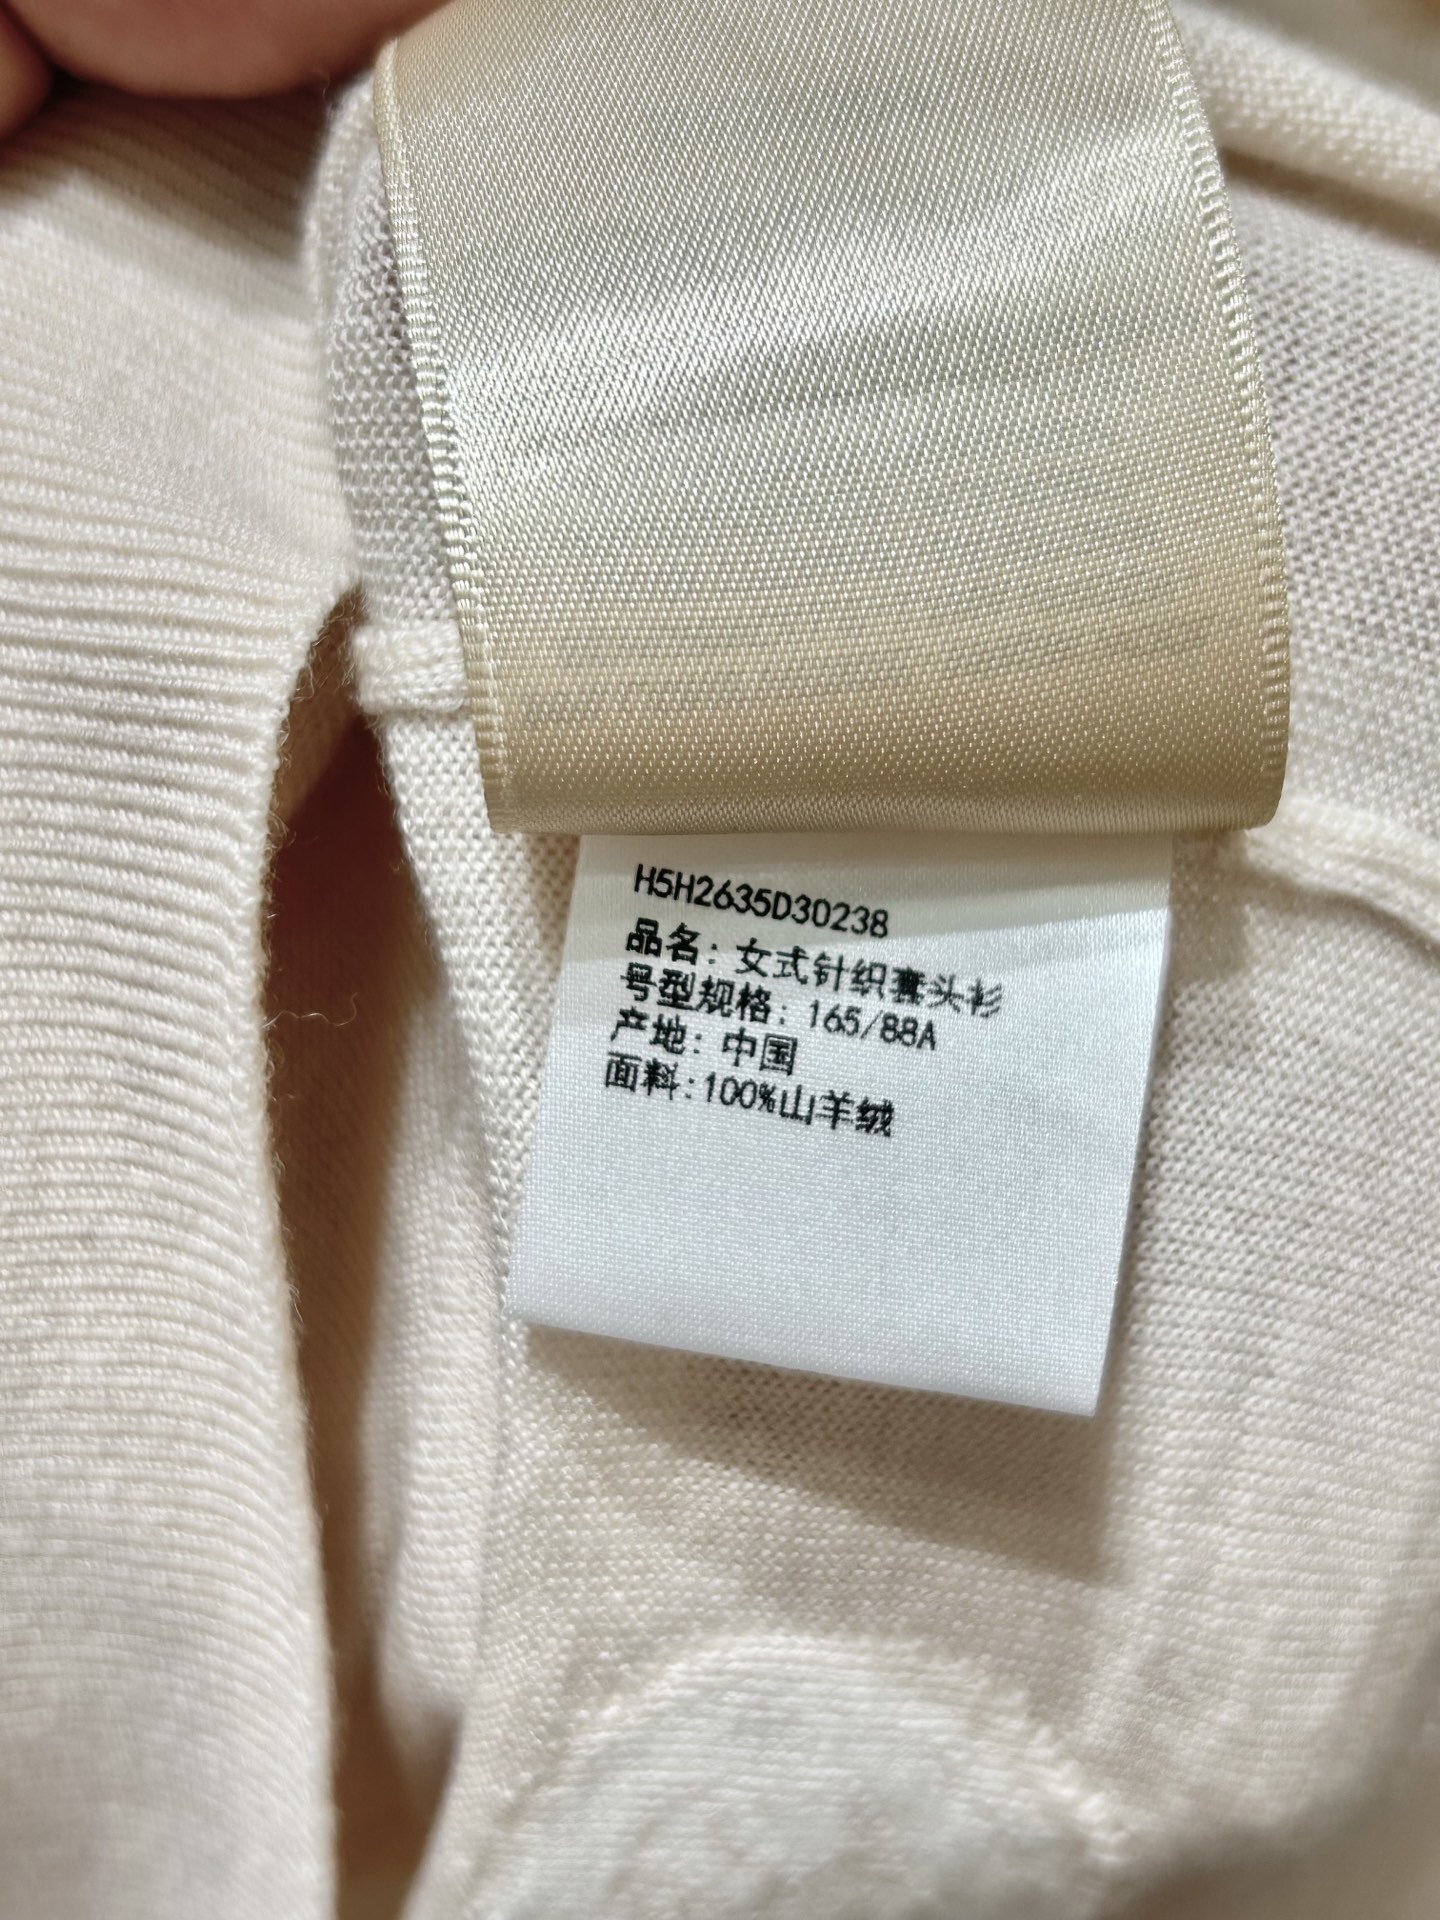 H5H2635D30238
品名：女式针织套头衫
号型规格：165/88A
产地：中国
面料：100%山羊绒